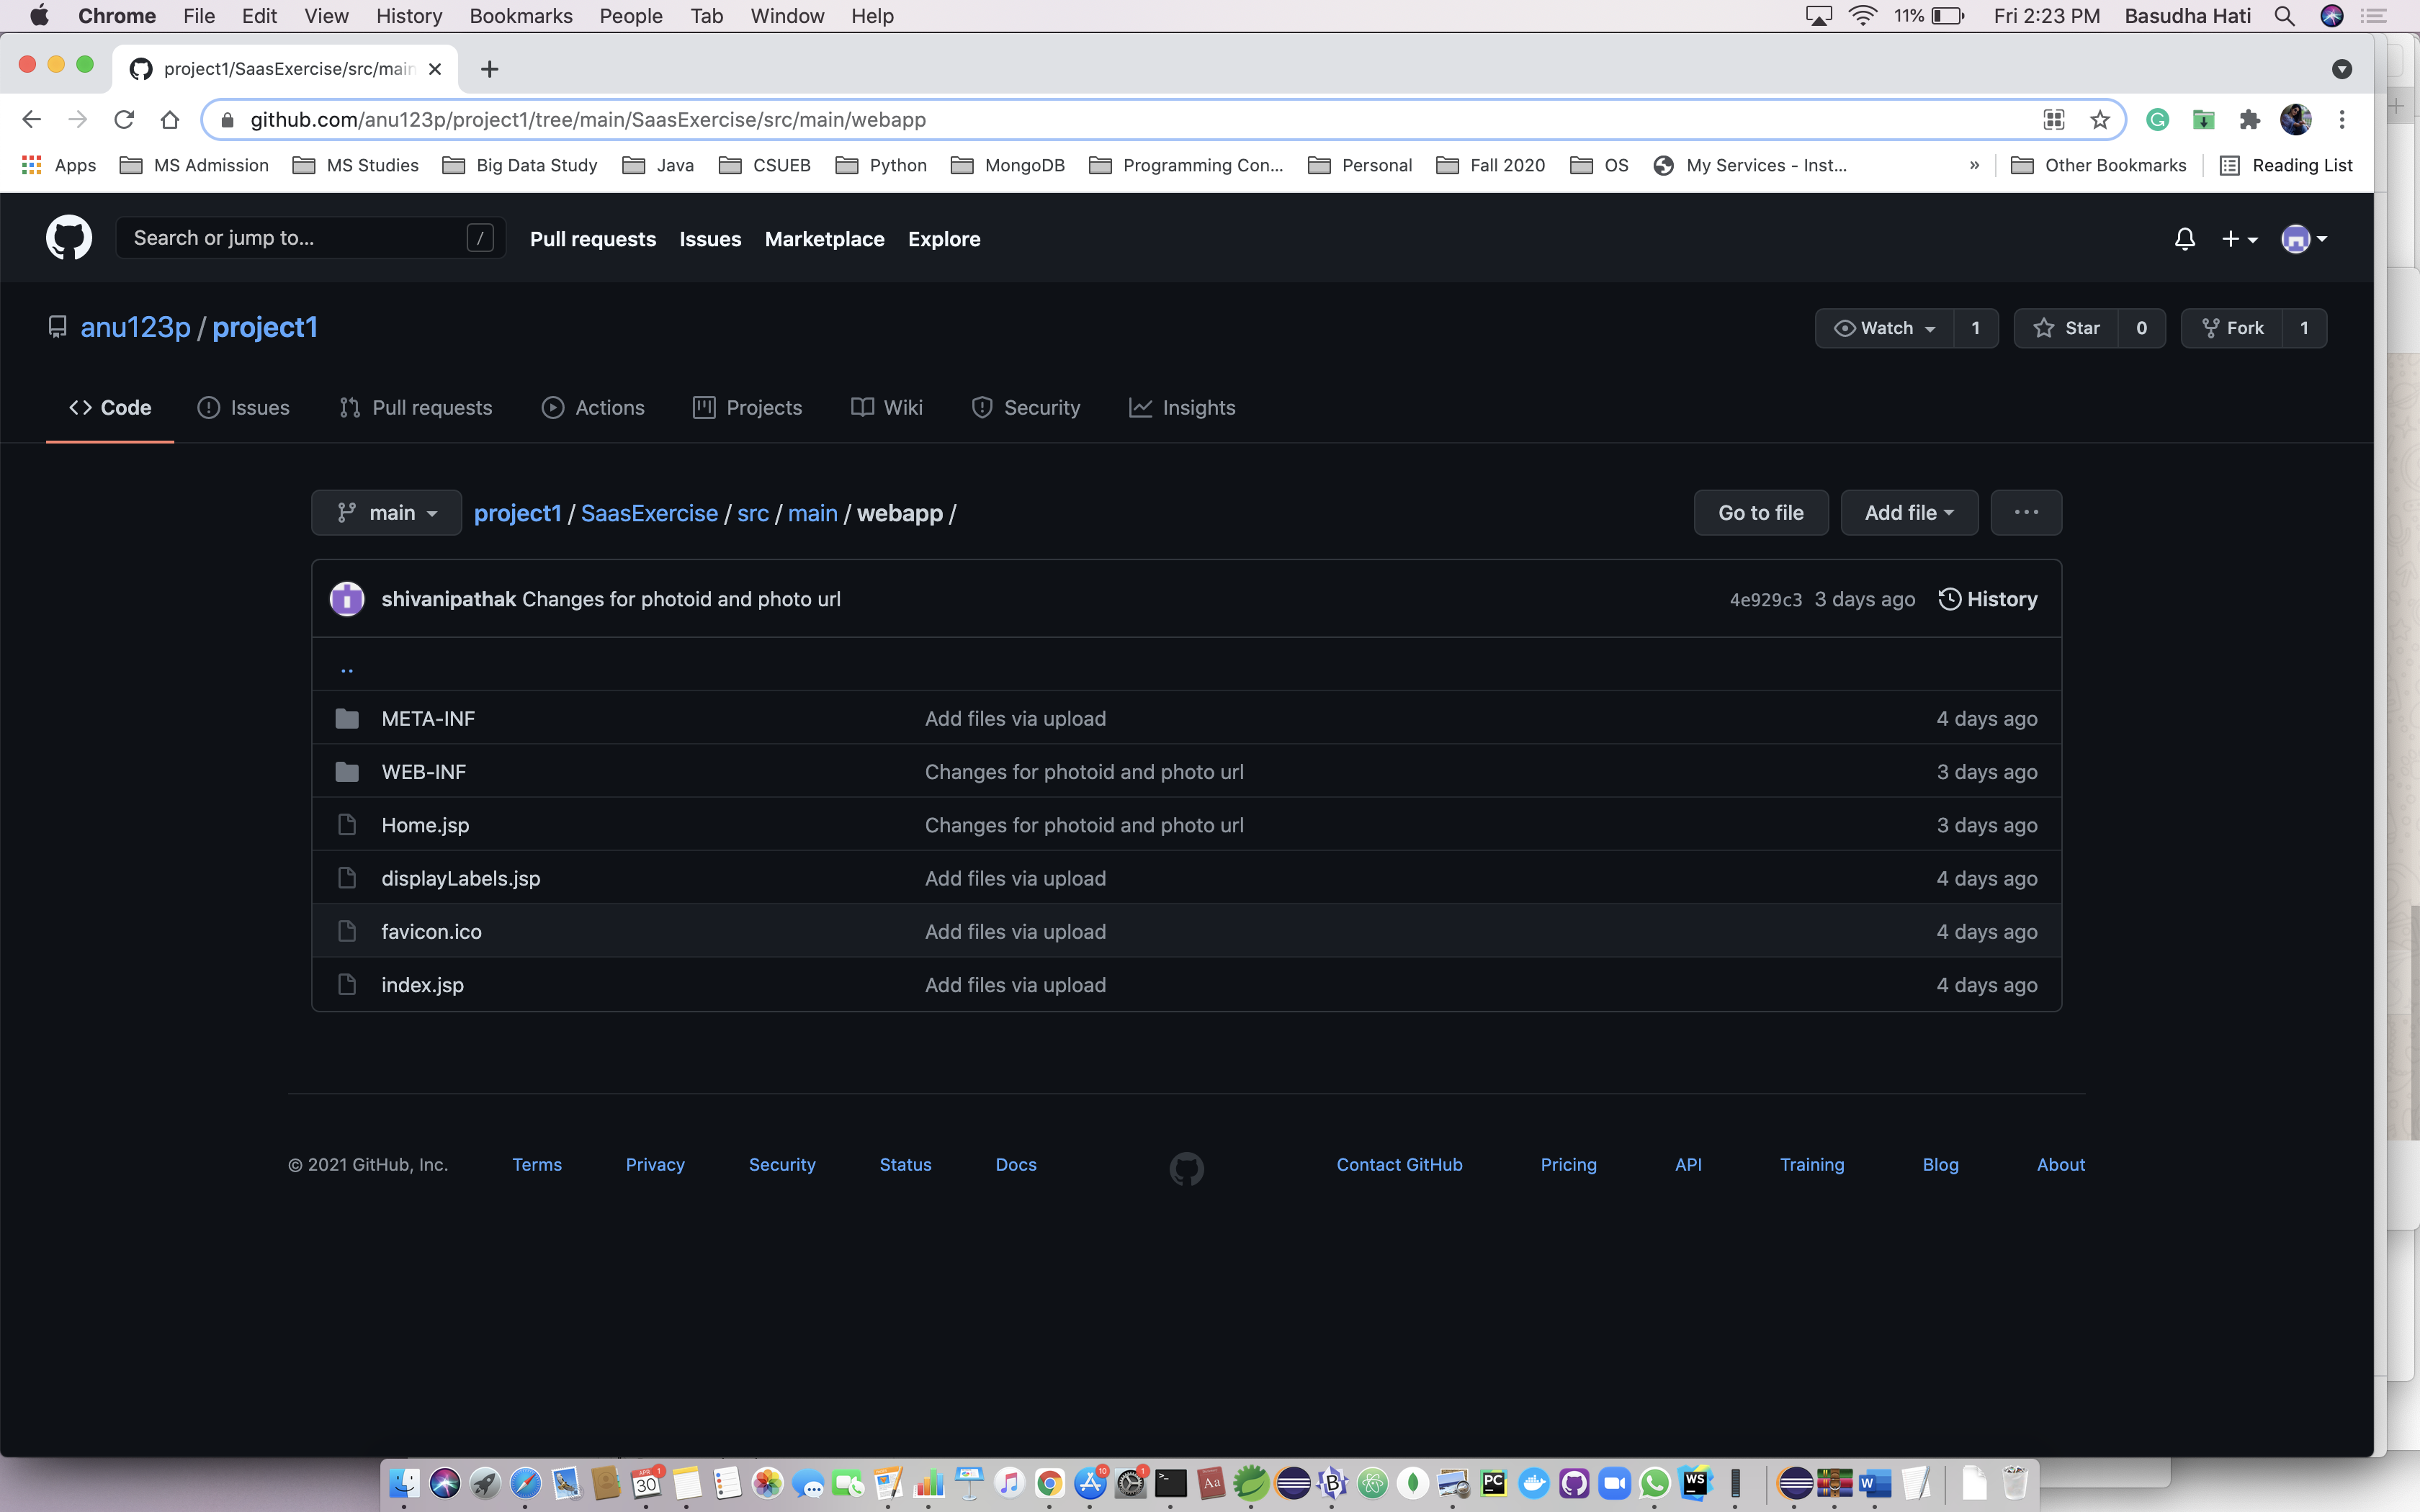 Chrome File Edit View History Bookmarks People Tab Window Help 11% Fri 2:23 PM Basudha Hati
project1/SaasExercise/src/main
github.com/anu123p/project1/tree/main/SaasExercise/src/main/webapp
Apps MS Admission MS Studies Big Data Study Java CSUEB Python MongoDB Programming Con... Personal Fall 2020 OS My Services - Inst... » Other Bookmarks Reading List
Search or jump to... / Pull requests Issues Marketplace Explore
anu123p / project1 Watch 1 Star 0 Fork 1
Code Issues Pull requests Actions Projects Wiki Security Insights
main project1 / SaasExercise / src / main / webapp / Go to file Add file ...
shivanipathak Changes for photoid and photo url 4e929c3 3 days ago History
..
META-INF Add files via upload 4 days ago
WEB-INF Changes for photoid and photo url 3 days ago
Home.jsp Changes for photoid and photo url 3 days ago
displayLabels.jsp Add files via upload 4 days ago
favicon.ico Add files via upload 4 days ago
index.jsp Add files via upload 4 days ago
© 2021 GitHub, Inc. Terms Privacy Security Status Docs Contact GitHub Pricing API Training Blog About
APR 30 1 10 1 >_ Aa B PC WS W